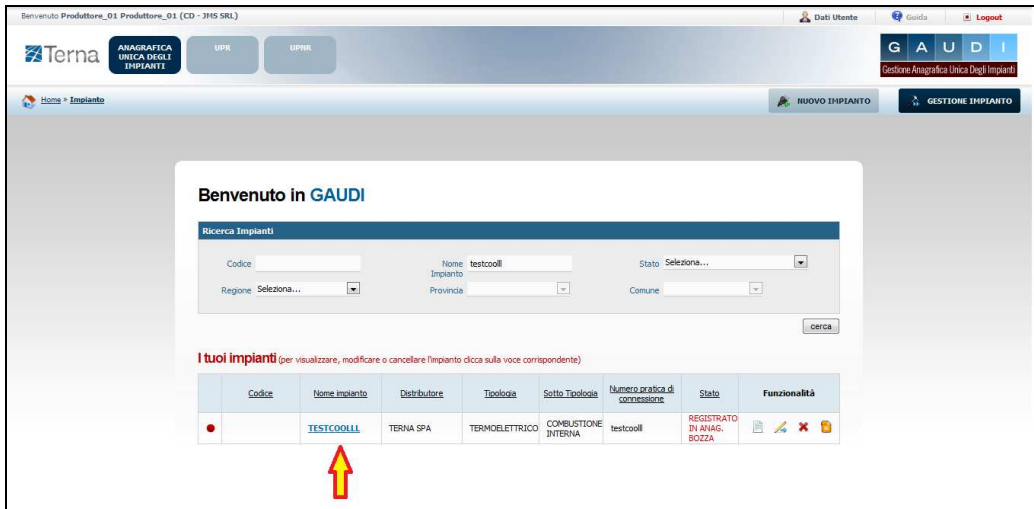 Benvenuto Produttore_01 Produttore_01 (CD - JMS SRL)
Dati Utente
Guida
Logout
Terna
ANAGRAFICA
UNICA DEGLI
IMPIANTI
UPR
UPNR
G A U D I
Gestione Anagrafica Unica Degli Impianti
Home » Impianto
NUOVO IMPIANTO
GESTIONE IMPIANTO
Benvenuto in GAUDI
Ricerca Impianti
Codice
Nome Impianto testcoolll
Stato Seleziona...
Regione Seleziona...
Provincia
Comune
cerca
I tuoi impianti (per visualizzare, modificare o cancellare l'impianto clicca sulla voce corrispondente)
Codice Nome impianto Distributore Tipologia Sotto Tipologia Numero pratica di connessione Stato Funzionalità
TESTCOOLLL TERNA SPA TERMOELETTRICO COMBUSTIONE INTERNA testcoolll REGISTRATO IN ANAG. BOZZA